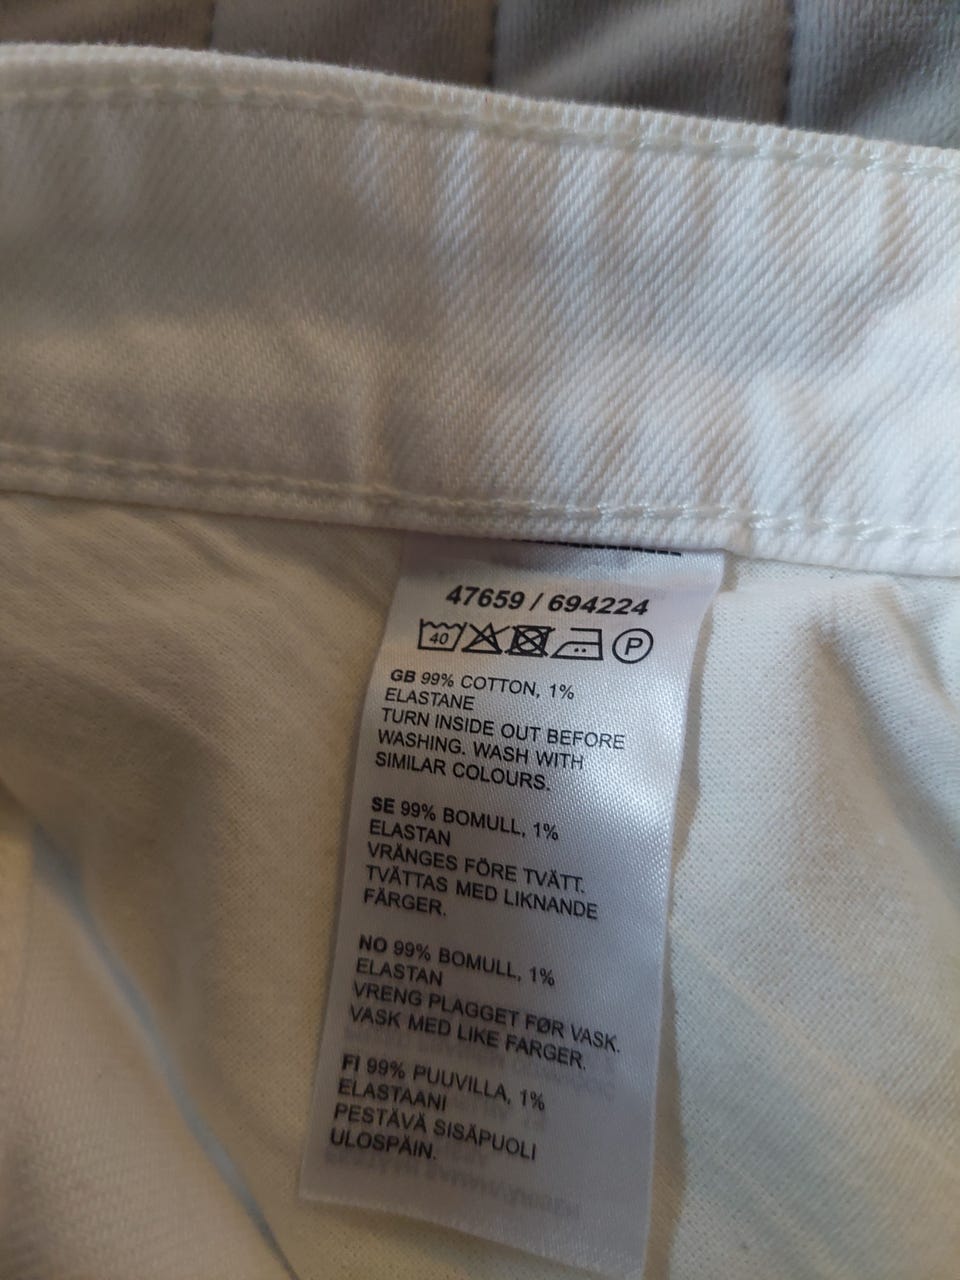 47659 / 694224
40 P
GB 99% COTTON, 1%
ELASTANE
TURN INSIDE OUT BEFORE
WASHING. WASH WITH
SIMILAR COLOURS.
SE 99% BOMULL, 1%
ELASTAN
VRÄNGES FÖRE TVÄTT.
TVÄTTAS MED LIKNANDE
FÄRGER.
NO 99% BOMULL, 1%
ELASTAN
VRENG PLAGGET FØR VASK.
VASK MED LIKE FARGER.
FI 99% PUUVILLA, 1%
ELASTAANI
PESTÄVÄ SISÄPUOLI
ULOSPÄIN.